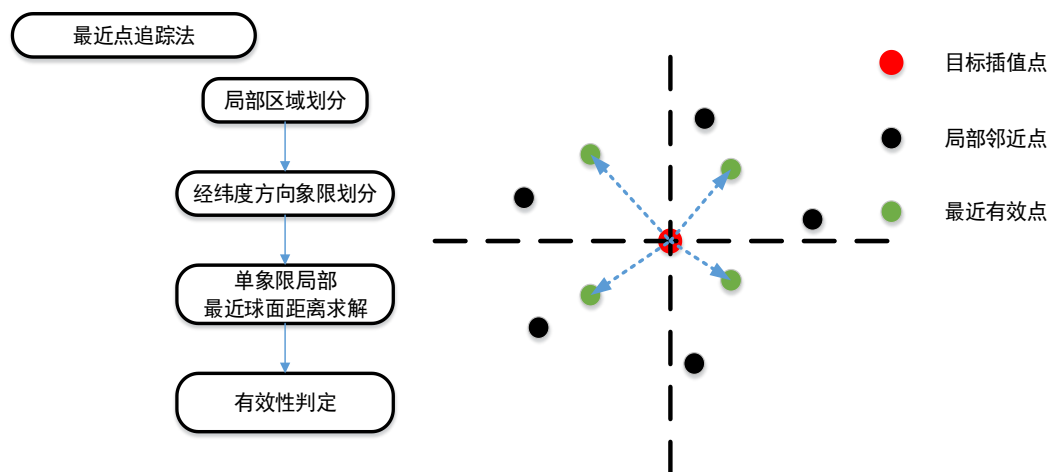 最近点追踪法
局部区域划分
经纬度方向象限划分
单象限局部
最近球面距离求解
有效性判定
目标插值点
局部邻近点
最近有效点